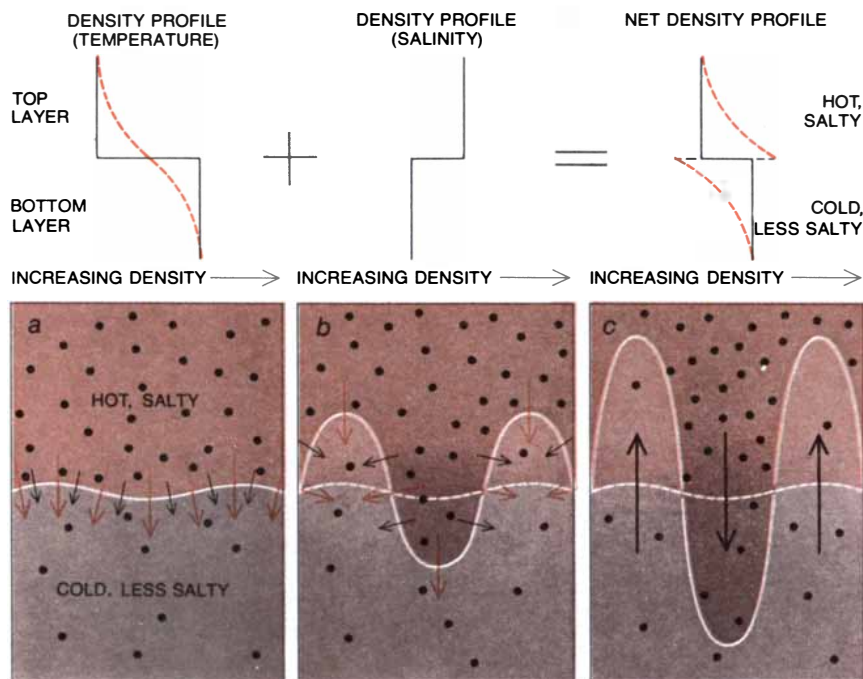 DENSITY PROFILE
(TEMPERATURE)
DENSITY PROFILE
(SALINITY)
NET DENSITY PROFILE
TOP
LAYER
HOT,
SALTY
BOTTOM
LAYER
COLD,
LESS SALTY
INCREASING DENSITY
INCREASING DENSITY
INCREASING DENSITY
a
b
c
HOT, SALTY
COLD, LESS SALTY